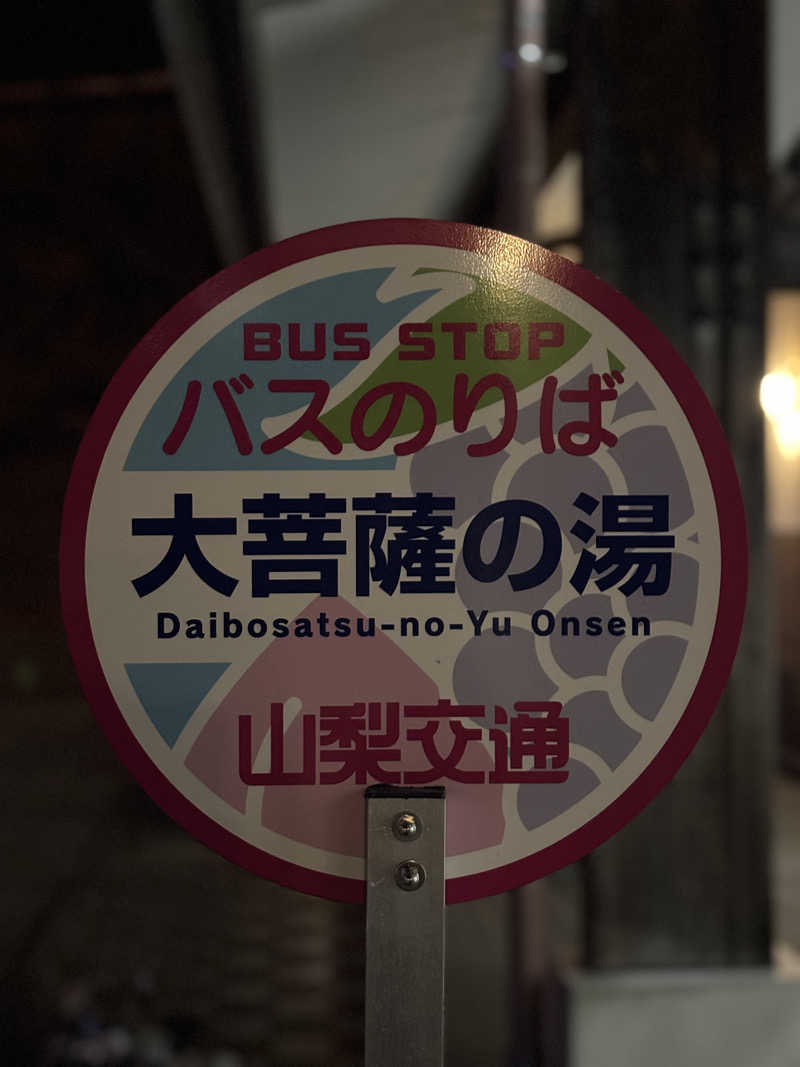 BUS STOP
バスのりば
大菩薩の湯
Daibosatsu-no-Yu Onsen
山梨交通